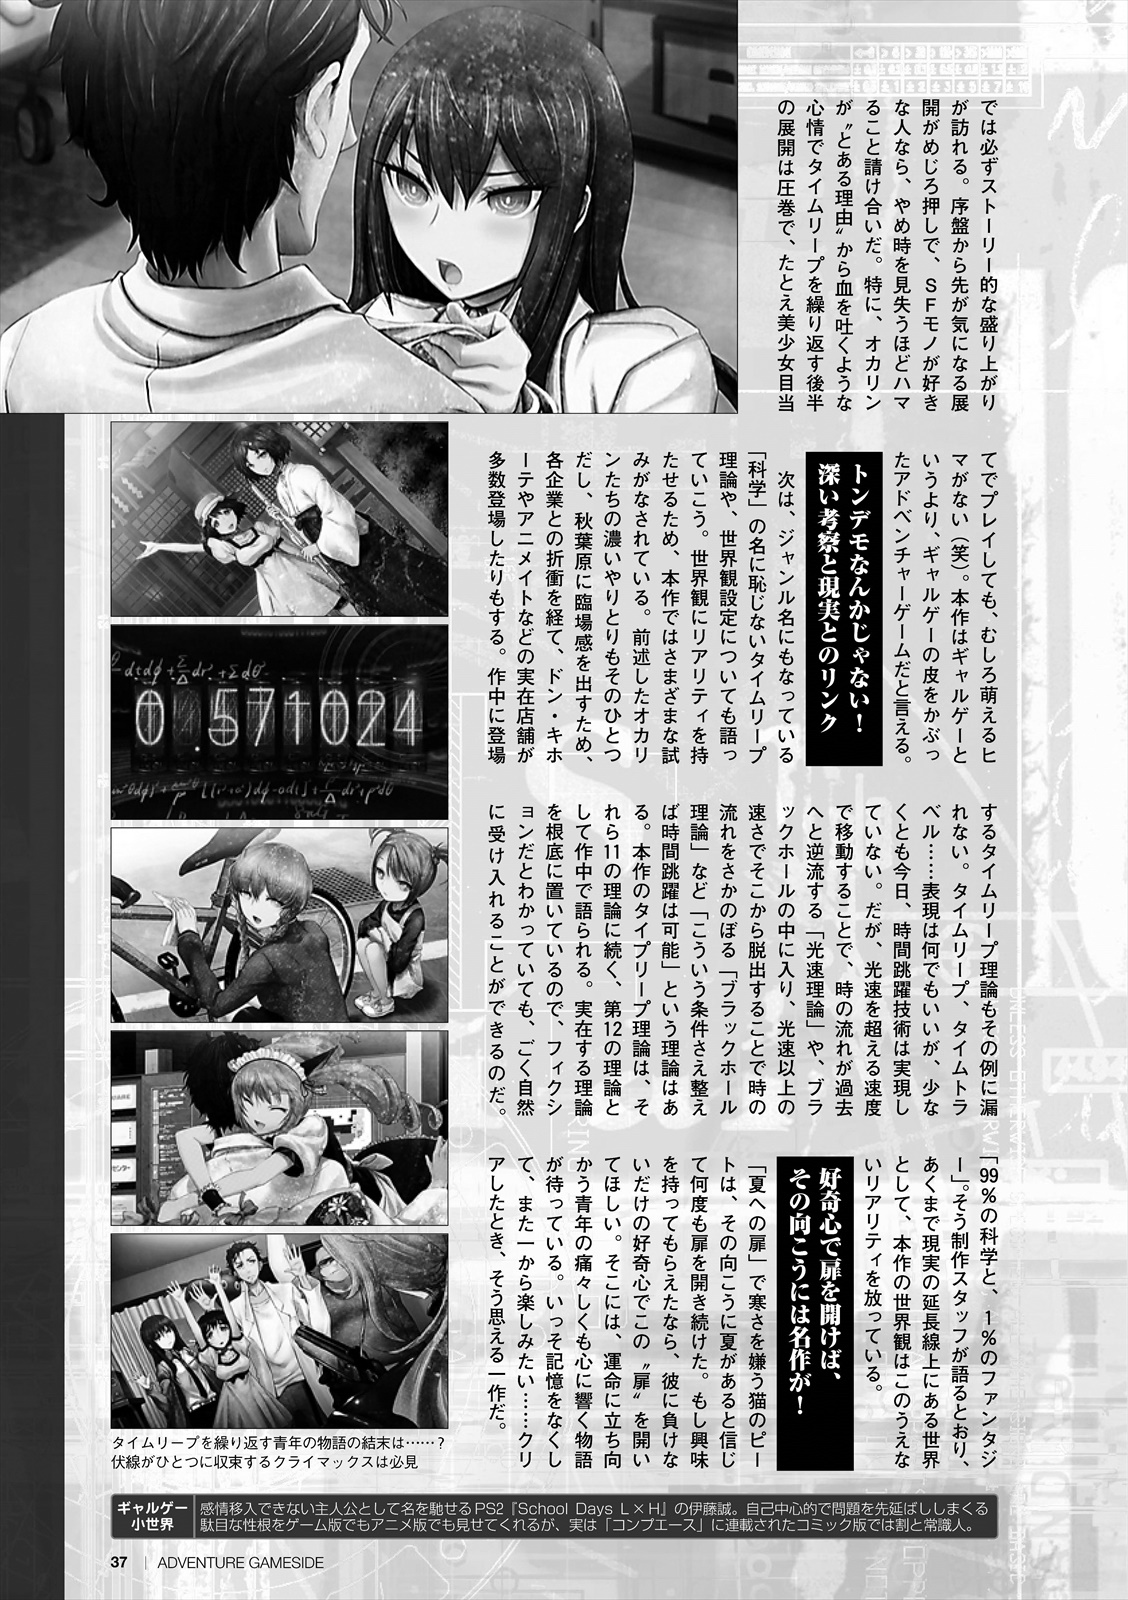 では必ずストーリー的な盛り上がり
が訪れる。序盤から先が気になる展
開がめじろ押しで、ＳＦモノが好き
な人なら、やめ時を見失うほどハマ
ること請け合いだ。特に、オカリン
が〝とある理由〟から血を吐くような
心情でタイムリープを繰り返す後半
の展開は圧巻で、たとえ美少女目当
てでプレイしても、むしろ萌えるヒ
マがない（笑）。本作はギャルゲーと
いうより、ギャルゲーの皮をかぶっ
たアドベンチャーゲームだと言える。
トンデモなんかじゃない！
深い考察と現実とのリンク
次は、ジャンル名にもなっている
「科学」の名に恥じないタイムリープ
理論や、世界観設定についても語っ
ていこう。世界観にリアリティを持
たせるため、本作ではさまざまな試
みがなされている。前述したオカリ
ンたちの濃いやりとりもそのひとつ
だし、秋葉原に臨場感を出すため、
各企業との折衝を経て、ドン・キホ
ーテやアニメイトなどの実在店舗が
多数登場したりもする。作中に登場
するタイムリープ理論もその例に漏
れない。タイムリープ、タイムトラ
ベル……表現は何でもいいが、少な
くとも今日、時間跳躍技術は実現し
ていない。だが、光速を超える速度
で移動することで、時の流れが過去
へと逆流する「光速理論」や、ブラ
ックホールの中に入り、光速以上の
速さでそこから脱出することで時の
流れをさかのぼる「ブラックホール
理論」など「こういう条件さえ整え
ば時間跳躍は可能」という理論はあ
る。本作のタイプリープ理論は、そ
れら11の理論に続く、第12の理論と
して作中で語られる。実在する理論
を根底に置いているので、フィクシ
ョンだとわかっていても、ごく自然
に受け入れることができるのだ。
「99％の科学と、1％のファンタジ
ー」。そう制作スタッフが語るとおり、
あくまで現実の延長線上にある世界
として、本作の世界観はこのうえな
いリアリティを放っている。
好奇心で扉を開けば、
その向こうには名作が！
「夏への扉」で寒さを嫌う猫のピー
トは、その向こうに夏があると信じ
て何度も扉を開き続けた。もし興味
を持ってもらえたなら、彼に負けな
いだけの好奇心でこの〝扉〟を開い
てほしい。そこには、運命に立ち向
かう青年の痛々しくも心に響く物語
が待っている。いっそ記憶をなくし
て、また一から楽しみたい……クリ
アしたとき、そう思える一作だ。
0.571024
タイムリープを繰り返す青年の物語の結末は……？
伏線がひとつに収束するクライマックスは必見
ギャルゲー
小世界
感情移入できない主人公として名を馳せるPS2『School Days L×H』の伊藤誠。自己中心的で問題を先延ばししまくる
駄目な性根をゲーム版でもアニメ版でも見せてくれるが、実は「コンプエース」に連載されたコミック版では割と常識人。
37 | ADVENTURE GAMESIDE